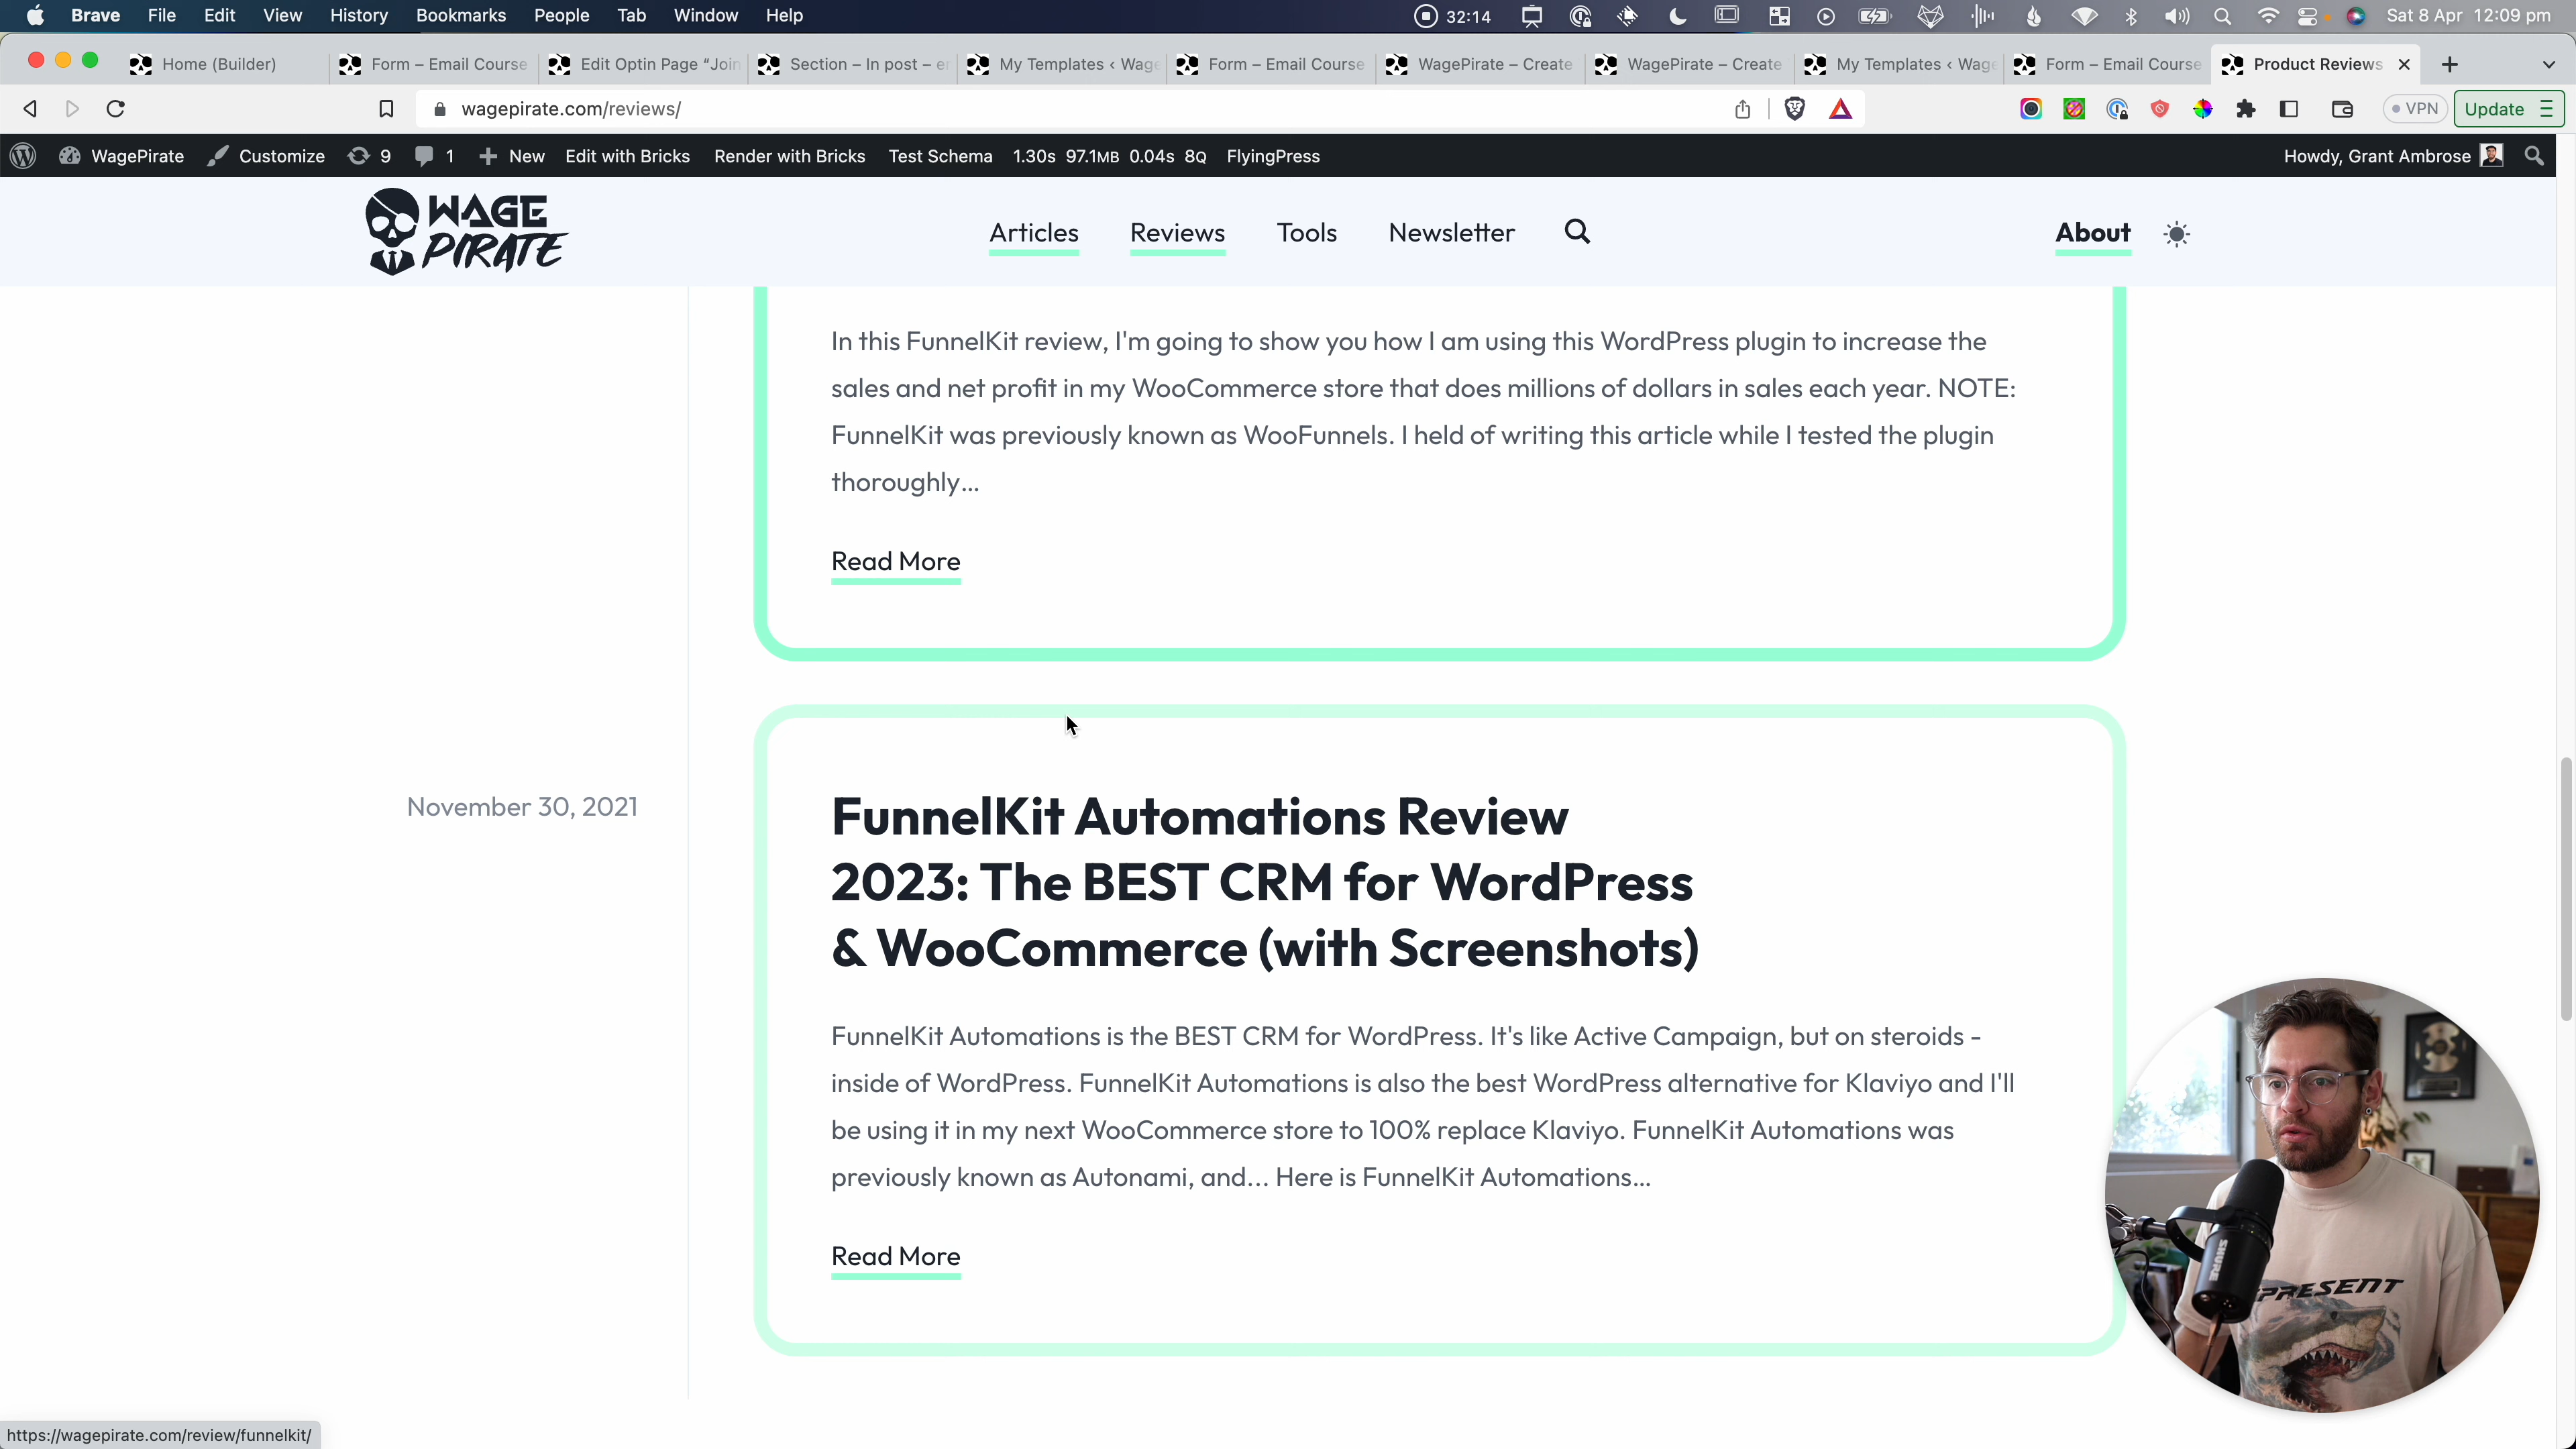 Brave File Edit View History Bookmarks People Tab Window Help 32:14 Sat 8 Apr 12:09 pm
Home (Builder) Form – Email Course Edit Optin Page “Join Section – In post – er My Templates ‹ Wage Form – Email Course WagePirate – Create WagePirate – Create My Templates ‹ Wage Form – Email Course Product Reviews
wagepirate.com/reviews/ VPN Update
WagePirate Customize 9 1 New Edit with Bricks Render with Bricks Test Schema 1.30s 97.1MB 0.04s 8Q FlyingPress Howdy, Grant Ambrose
WAGE
PIRATE
Articles Reviews Tools Newsletter About
In this FunnelKit review, I'm going to show you how I am using this WordPress plugin to increase the
sales and net profit in my WooCommerce store that does millions of dollars in sales each year. NOTE:
FunnelKit was previously known as WooFunnels. I held of writing this article while I tested the plugin
thoroughly...
Read More
November 30, 2021
FunnelKit Automations Review
2023: The BEST CRM for WordPress
& WooCommerce (with Screenshots)
FunnelKit Automations is the BEST CRM for WordPress. It's like Active Campaign, but on steroids -
inside of WordPress. FunnelKit Automations is also the best WordPress alternative for Klaviyo and I'll
be using it in my next WooCommerce store to 100% replace Klaviyo. FunnelKit Automations was
previously known as Autonami, and... Here is FunnelKit Automations...
Read More
SHURE
https://wagepirate.com/review/funnelkit/